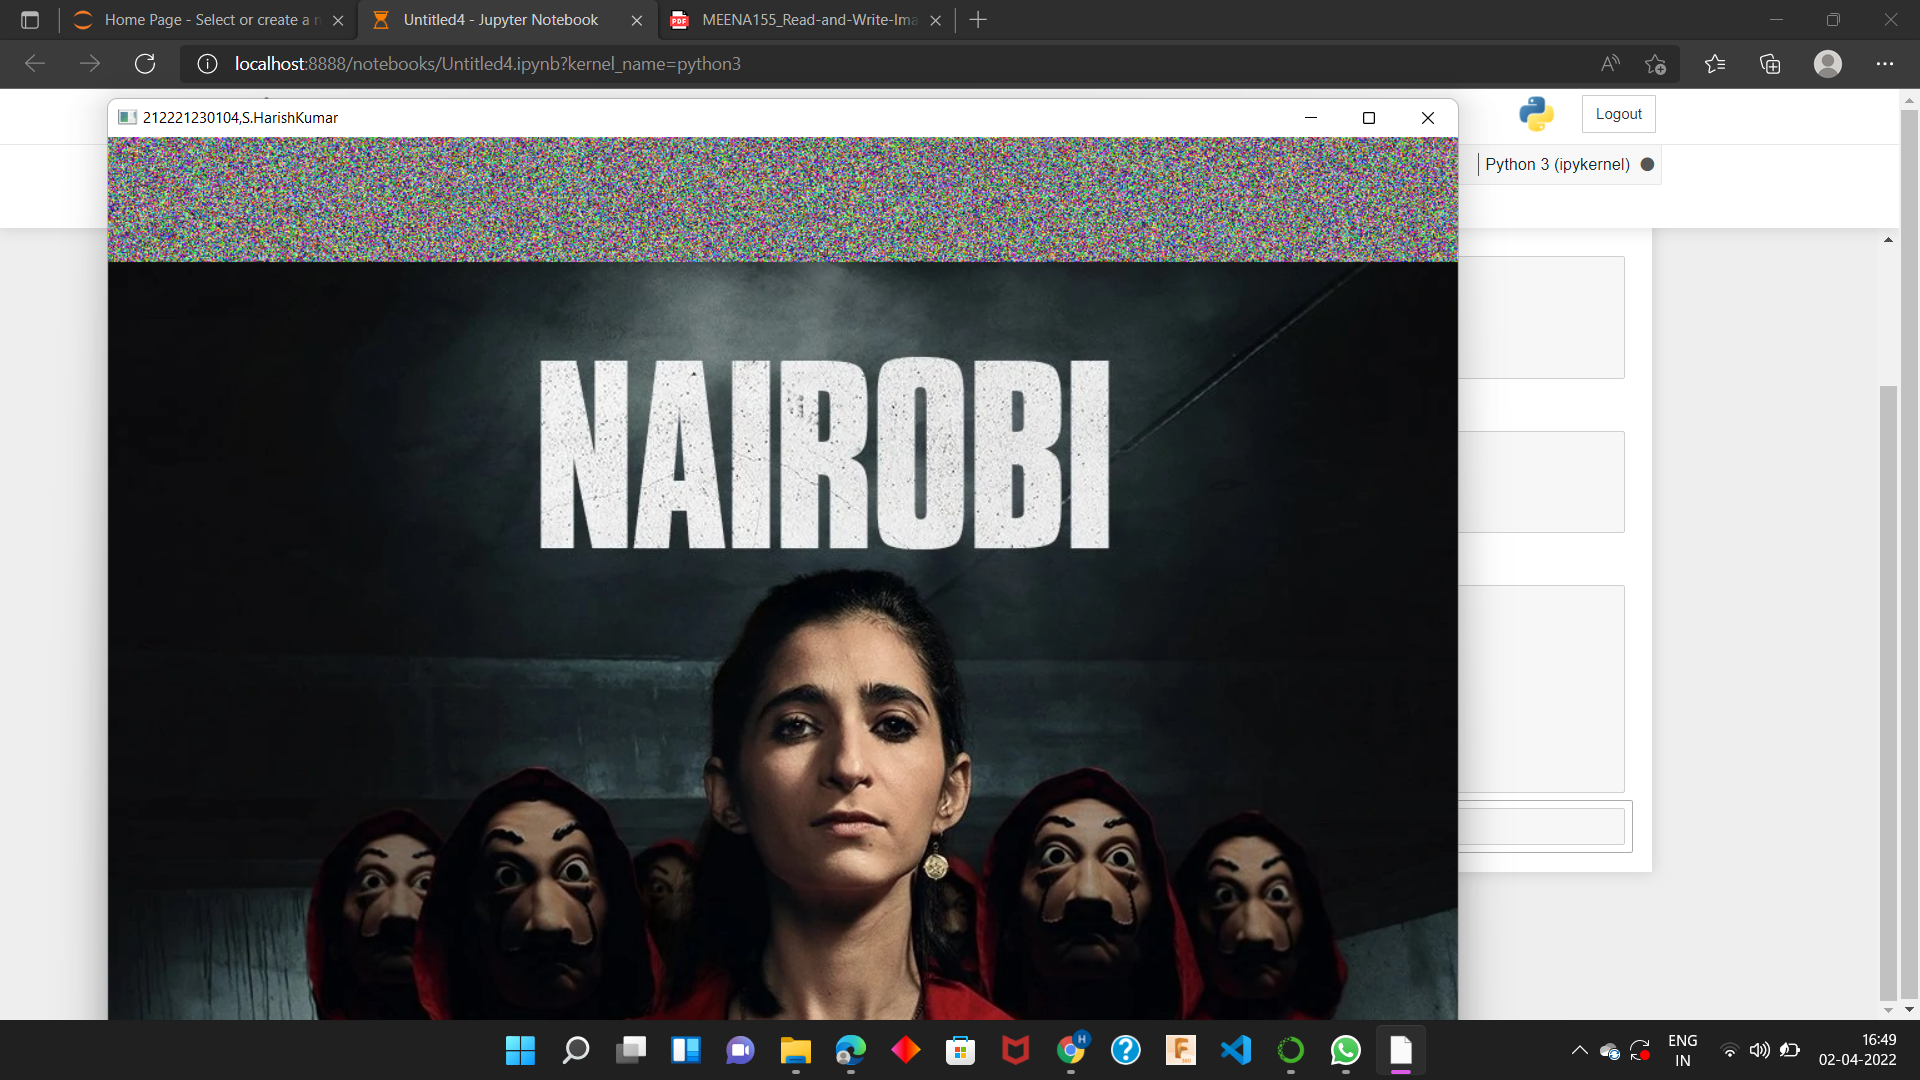 Home Page - Select or create a n
Untitled4 - Jupyter Notebook
MEENA155_Read-and-Write-Ima
localhost:8888/notebooks/Untitled4.ipynb?kernel_name=python3
212221230104,S.HarishKumar
Logout
Python 3 (ipykernel)
NAIROBI
H
ENG
IN
16:49
02-04-2022